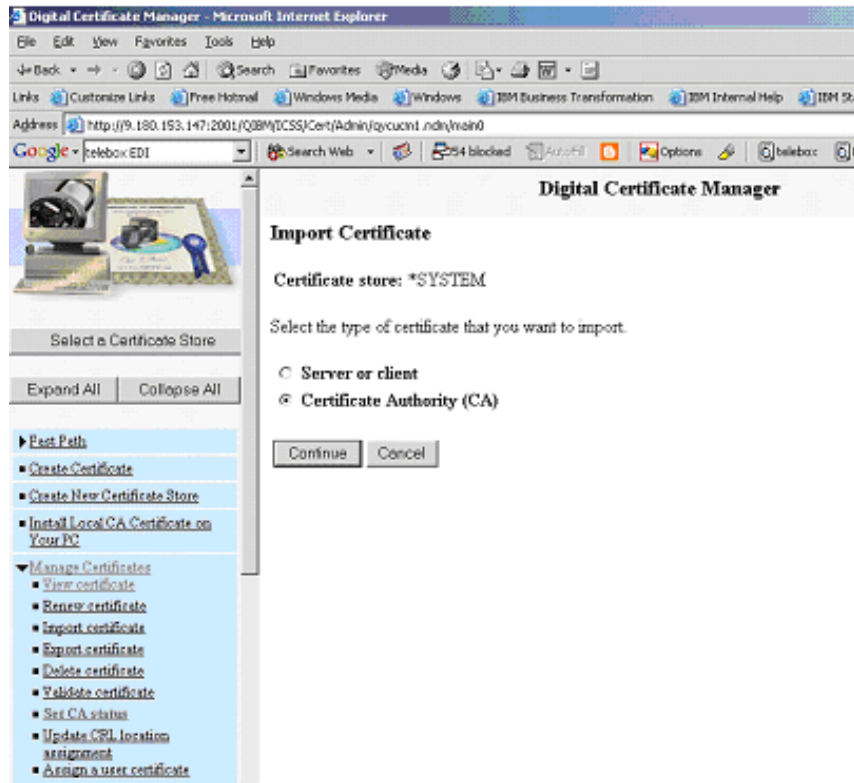 Digital Certificate Manager - Microsoft Internet Explorer
File Edit View Favorites Tools Help
Back Search Favorites Media
Links Customize Links Free Hotmail Windows Media Windows IBM Business Transformation IBM Internal Help IBM St
Address http://9.180.153.147:2001/QIBM/ICSS/Cert/Admin/qycucm1.ndm/main0
Google telebox EDI Search Web 254 blocked AutoFill Options telebox
Digital Certificate Manager
Import Certificate
Certificate store: *SYSTEM
Select the type of certificate that you want to import.
Server or client
Certificate Authority (CA)
Continue Cancel
Select a Certificate Store
Expand All Collapse All
Fast Path
Create Certificate
Create New Certificate Store
Install Local CA Certificate on
Your PC
Manage Certificates
View certificate
Renew certificate
Import certificate
Export certificate
Delete certificate
Validate certificate
Set CA status
Update CRL location
assignment
Assign a user certificate